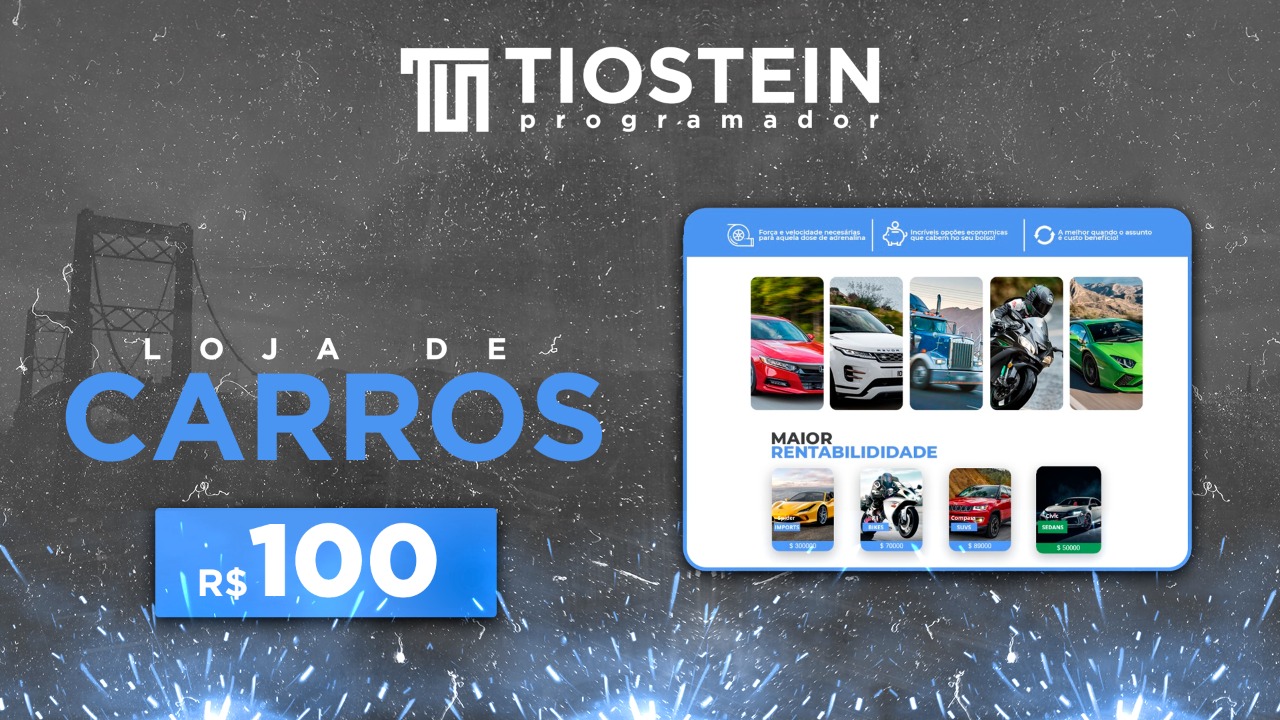 TIOSTEIN
programador
LOJA DE
CARROS
R$100
Força e velocidade necesárias
para aquela dose de adrenalina
Incríveis opções economicas
que cabem no seu bolso!
A melhor quando o assunto
é custo benefício!
MAIOR
RENTABILIDIDADE
Spider
IMPORTS
$ 300000
BIKES
$ 70000
Compass
SUVS
$ 89000
Civic
SEDANS
$ 50000